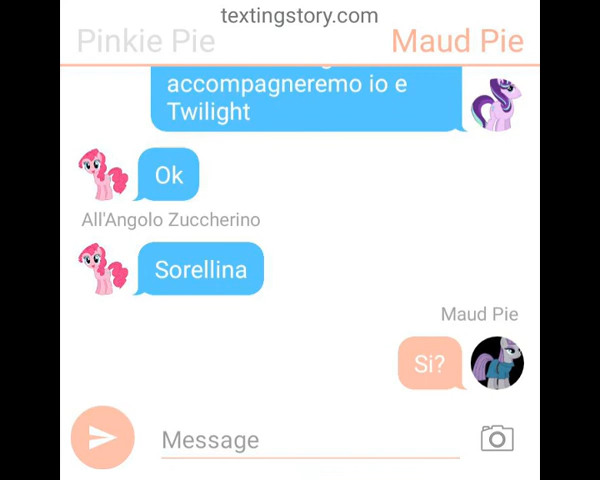 textingstory.com
Pinkie Pie
Maud Pie
accompagneremo io e
Twilight
Ok
All'Angolo Zuccherino
Sorellina
Maud Pie
Si?
Message